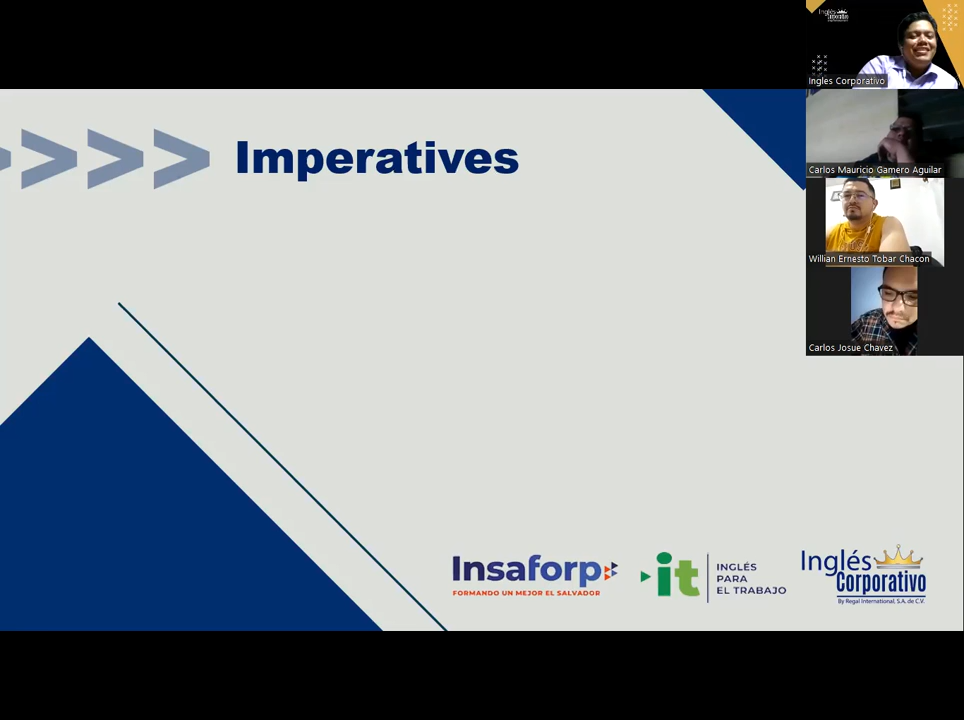 Imperatives
Inglés
Corporativo
Ingles Corporativo
Carlos Mauricio Gamero Aguilar
Willian Ernesto Tobar Chacon
Carlos Josue Chavez
Insaforp
FORMANDO UN MEJOR EL SALVADOR
it
INGLÉS
PARA
EL TRABAJO
Inglés
Corporativo
By Regal International, S.A. de C.V.